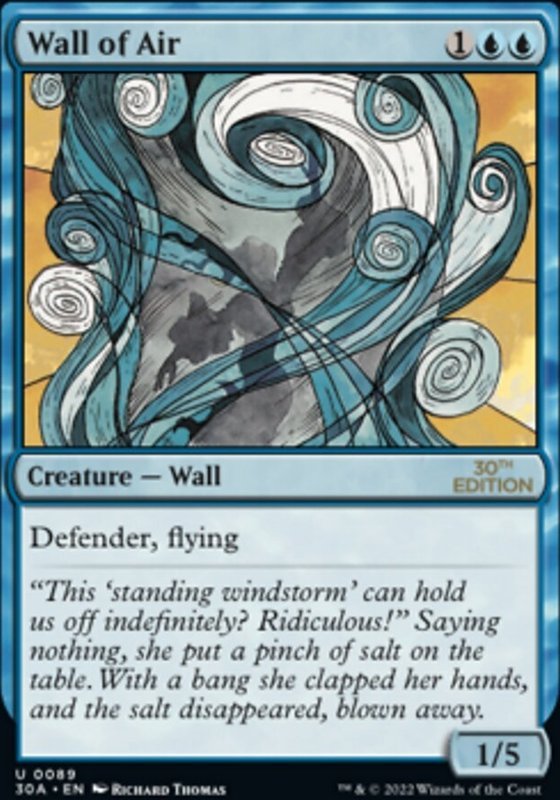 Wall of Air 1
Creature — Wall
30TH
EDITION
Defender, flying
“This ‘standing windstorm’ can hold
us off indefinitely? Ridiculous!” Saying
nothing, she put a pinch of salt on the
table. With a bang she clapped her hands,
and the salt disappeared, blown away.
1/5
U 0089
30A • EN Richard Thomas
™ & © 2022 Wizards of the Coast